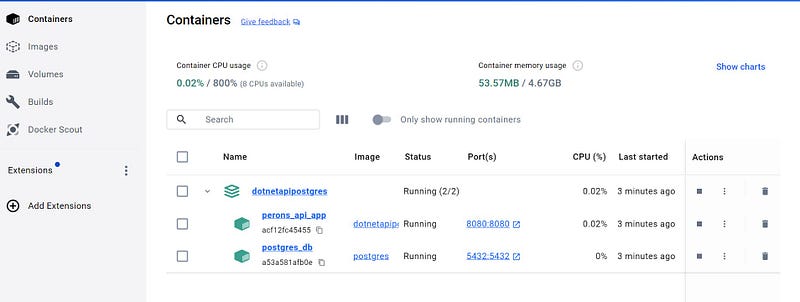 Containers
Images
Volumes
Builds
Docker Scout
Extensions
Add Extensions
Containers Give feedback
Container CPU usage
0.02% / 800% (8 CPUs available)
Container memory usage
53.57MB / 4.67GB
Show charts
Search
Only show running containers
Name Image Status Port(s) CPU (%) Last started Actions
dotnetapipostgres Running (2/2) 0.02% 3 minutes ago
perons_api_app
acf12fc45455
dotnetapipo Running 8080:8080 0.02% 3 minutes ago
postgres_db
a53a581afb0e
postgres Running 5432:5432 0% 3 minutes ago